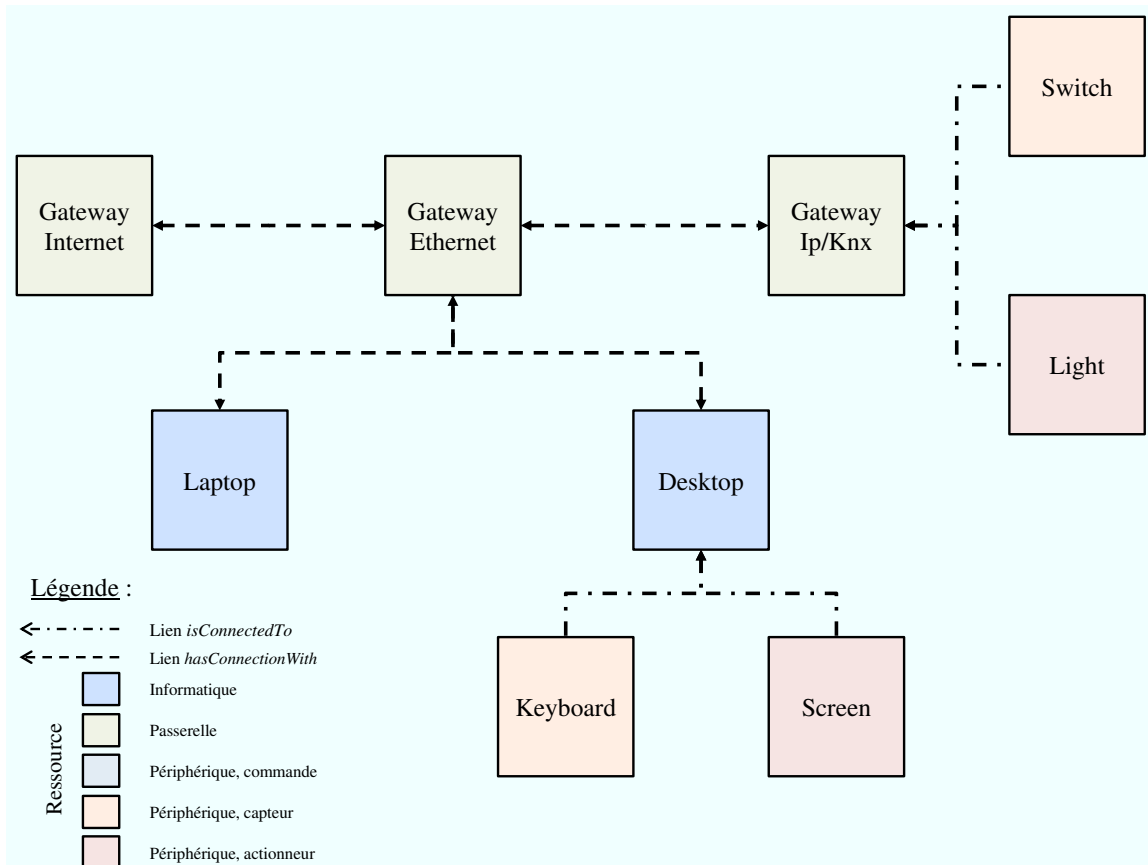 Switch
Gateway
Internet
Gateway
Ethernet
Gateway
Ip/Knx
Light
Laptop
Desktop
Keyboard
Screen
Légende :
Lien isConnectedTo
Lien hasConnectionWith
Ressource
Informatique
Passerelle
Périphérique, commande
Périphérique, capteur
Périphérique, actionneur